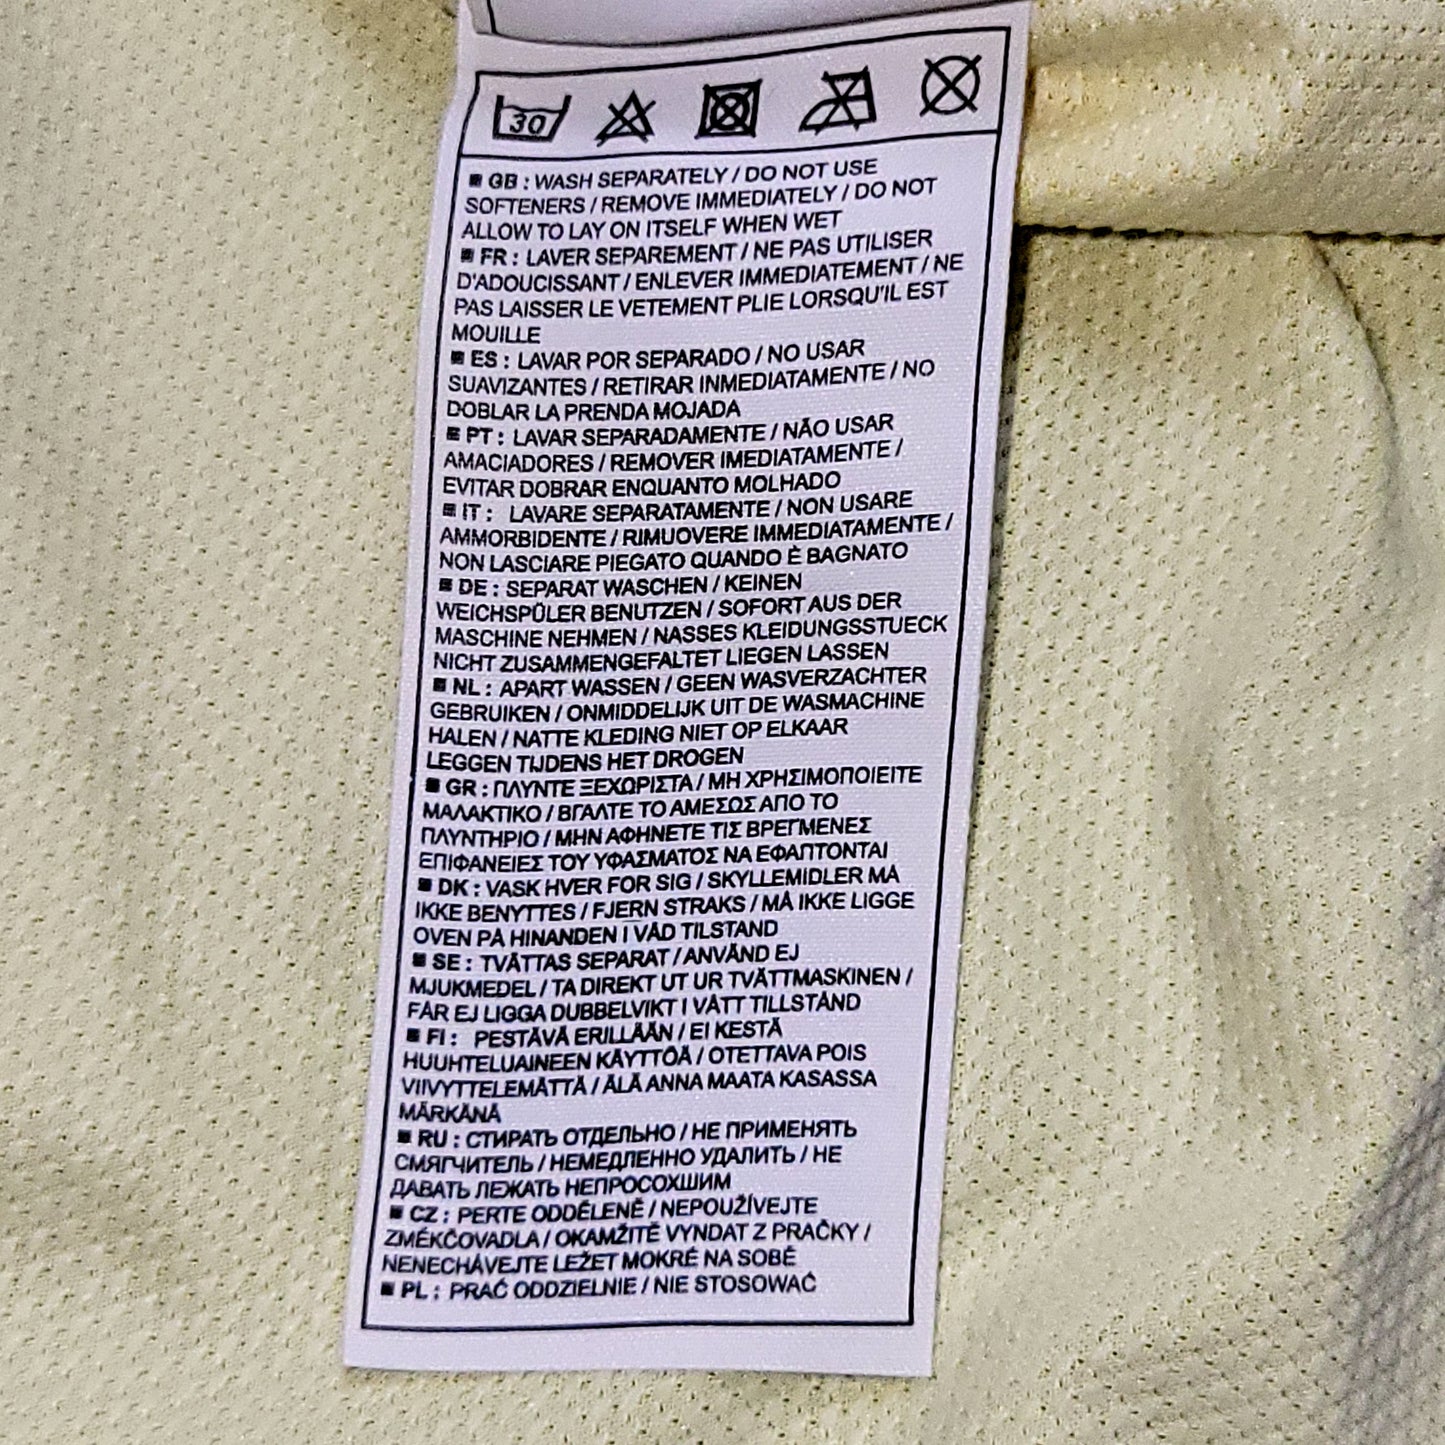 30
■ GB : WASH SEPARATELY / DO NOT USE
SOFTENERS / REMOVE IMMEDIATELY / DO NOT
ALLOW TO LAY ON ITSELF WHEN WET
■ FR : LAVER SEPAREMENT / NE PAS UTILISER
D'ADOUCISSANT / ENLEVER IMMEDIATEMENT / NE
PAS LAISSER LE VETEMENT PLIE LORSQU'IL EST
MOUILLE
■ ES : LAVAR POR SEPARADO / NO USAR
SUAVIZANTES / RETIRAR INMEDIATAMENTE / NO
DOBLAR LA PRENDA MOJADA
■ PT : LAVAR SEPARADAMENTE / NÃO USAR
AMACIADORES / REMOVER IMEDIATAMENTE /
EVITAR DOBRAR ENQUANTO MOLHADO
■ IT : LAVARE SEPARATAMENTE / NON USARE
AMMORBIDENTE / RIMUOVERE IMMEDIATAMENTE /
NON LASCIARE PIEGATO QUANDO È BAGNATO
■ DE : SEPARAT WASCHEN / KEINEN
WEICHSPÜLER BENUTZEN / SOFORT AUS DER
MASCHINE NEHMEN / NASSES KLEIDUNGSSTUECK
NICHT ZUSAMMENGEFALTET LIEGEN LASSEN
■ NL : APART WASSEN / GEEN WASVERZACHTER
GEBRUIKEN / ONMIDDELIJK UIT DE WASMACHINE
HALEN / NATTE KLEDING NIET OP ELKAAR
LEGGEN TIJDENS HET DROGEN
■ GR : ΠΛΥΝΤΕ ΞΕΧΩΡΙΣΤΑ / ΜΗ ΧΡΗΣΙΜΟΠΟΙΕΙΤΕ
ΜΑΛΑΚΤΙΚΟ / ΒΓΑΛΤΕ ΤΟ ΑΜΕΣΩΣ ΑΠΟ ΤΟ
ΠΛΥΝΤΗΡΙΟ / ΜΗΝ ΑΦΗΝΕΤΕ ΤΙΣ ΒΡΕΓΜΕΝΕΣ
ΕΠΙΦΑΝΕΙΕΣ ΤΟΥ ΥΦΑΣΜΑΤΟΣ ΝΑ ΕΦΑΠΤΟΝΤΑΙ
■ DK : VASK HVER FOR SIG / SKYLLEMIDLER MÅ
IKKE BENYTTES / FJERN STRAKS / MÅ IKKE LIGGE
OVEN PÅ HINANDEN I VÅD TILSTAND
■ SE : TVÄTTAS SEPARAT / ANVÄND EJ
MJUKMEDEL / TA DIREKT UT UR TVÄTTMASKINEN /
FÅR EJ LIGGA DUBBELVIKT I VÅTT TILLSTÅND
■ FI : PESTÄVÄ ERILLÄÄN / EI KESTÄ
HUUHTELUAINEEN KÄYTTÖÄ / OTETTAVA POIS
VIIVYTTELEMÄTTÄ / ÄLÄ ANNA MAATA KASASSA
MÄRKÄNÄ
■ RU : СТИРАТЬ ОТДЕЛЬНО / НЕ ПРИМЕНЯТЬ
СМЯГЧИТЕЛЬ / НЕМЕДЛЕННО УДАЛИТЬ / НЕ
ДАВАТЬ ЛЕЖАТЬ НЕПРОСОХШИМ
■ CZ : PERTE ODDĚLENĚ / NEPOUŽÍVEJTE
ZMĚKČOVADLA / OKAMŽITĚ VYNDAT Z PRAČKY /
NENECHÁVEJTE LEŽET MOKRÉ NA SOBĚ
■ PL : PRAĆ ODDZIELNIE / NIE STOSOWAĆ